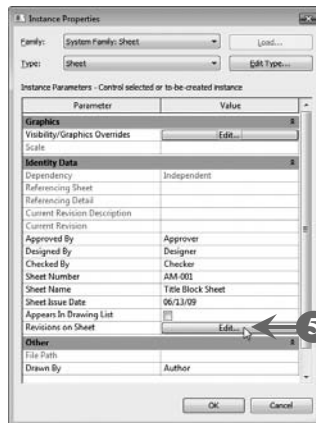 Instance Properties
Family: System Family: Sheet Load...
Type: Sheet Edit Type...
Instance Parameters - Control selected or to-be-created instance
Parameter Value
Graphics
Visibility/Graphics Overrides Edit...
Scale
Identity Data
Dependency Independent
Referencing Sheet
Referencing Detail
Current Revision Description
Current Revision
Approved By Approver
Designed By Designer
Checked By Checker
Sheet Number AM-001
Sheet Name Title Block Sheet
Sheet Issue Date 06/13/09
Appears In Drawing List
Revisions on Sheet Edit... 5
Other
File Path
Drawn By Author
OK Cancel